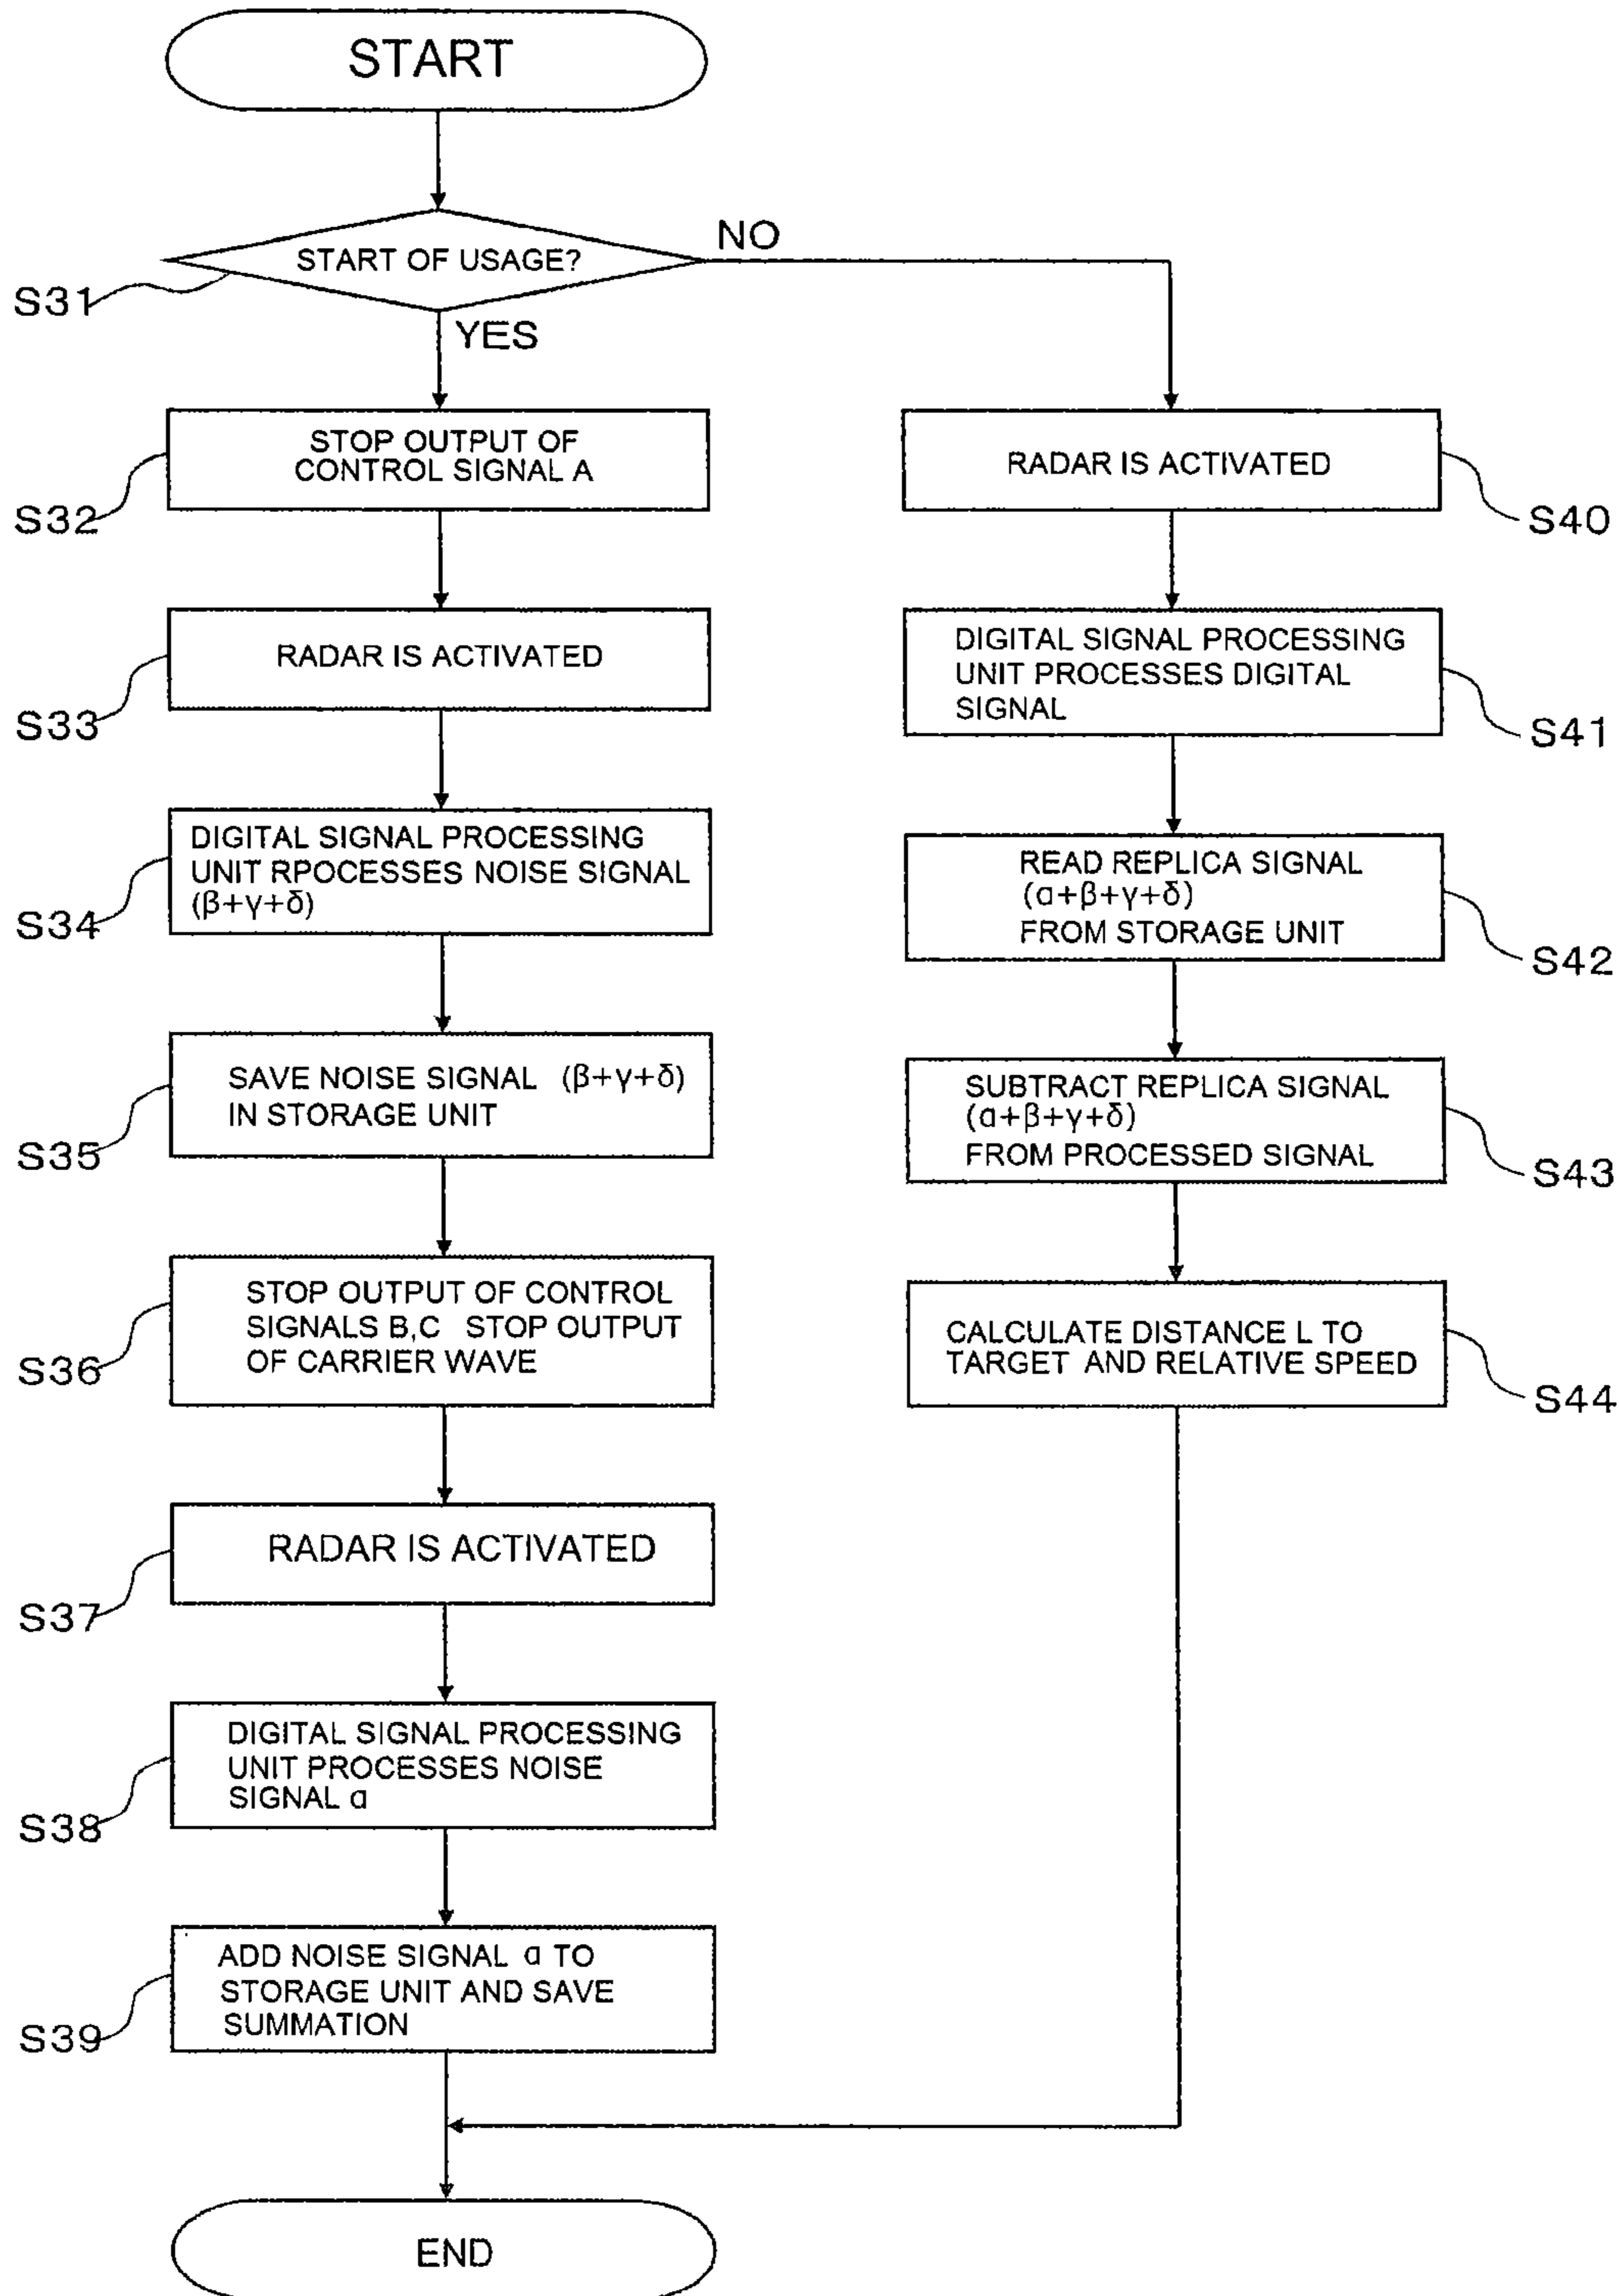 START
START OF USAGE?
NO
S31
YES
STOP OUTPUT OF
CONTROL SIGNAL A
S32
RADAR IS ACTIVATED
S33
DIGITAL SIGNAL PROCESSING
UNIT RPOCESSES NOISE SIGNAL
(β+γ+δ)
S34
SAVE NOISE SIGNAL (β+γ+δ)
IN STORAGE UNIT
S35
STOP OUTPUT OF CONTROL
SIGNALS B,C STOP OUTPUT
OF CARRIER WAVE
S36
RADAR IS ACTIVATED
S37
DIGITAL SIGNAL PROCESSING
UNIT PROCESSES NOISE
SIGNAL α
S38
ADD NOISE SIGNAL α TO
STORAGE UNIT AND SAVE
SUMMATION
S39
RADAR IS ACTIVATED
S40
DIGITAL SIGNAL PROCESSING
UNIT PROCESSES DIGITAL
SIGNAL
S41
READ REPLICA SIGNAL
(α+β+γ+δ)
FROM STORAGE UNIT
S42
SUBTRACT REPLICA SIGNAL
(α+β+γ+δ)
FROM PROCESSED SIGNAL
S43
CALCULATE DISTANCE L TO
TARGET AND RELATIVE SPEED
S44
END